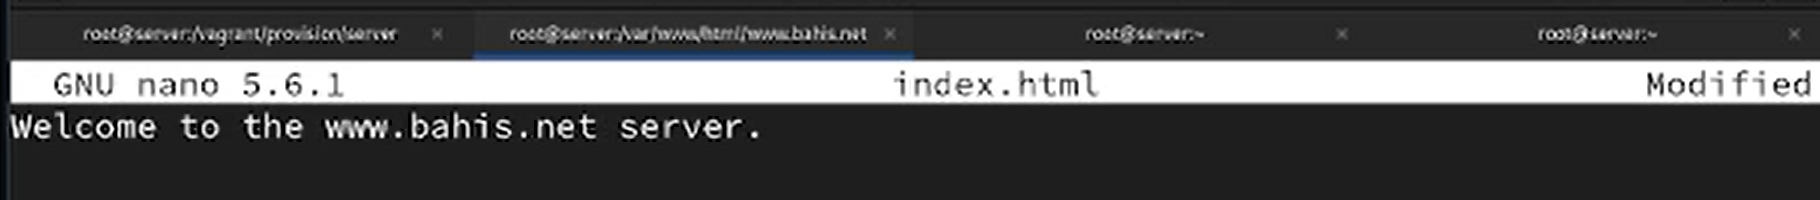 root@server:/vagrant/provision/server × root@server:/var/www/html/www.bahis.net × root@server:~ × root@server:~ ×
GNU nano 5.6.1 index.html Modified
Welcome to the www.bahis.net server.